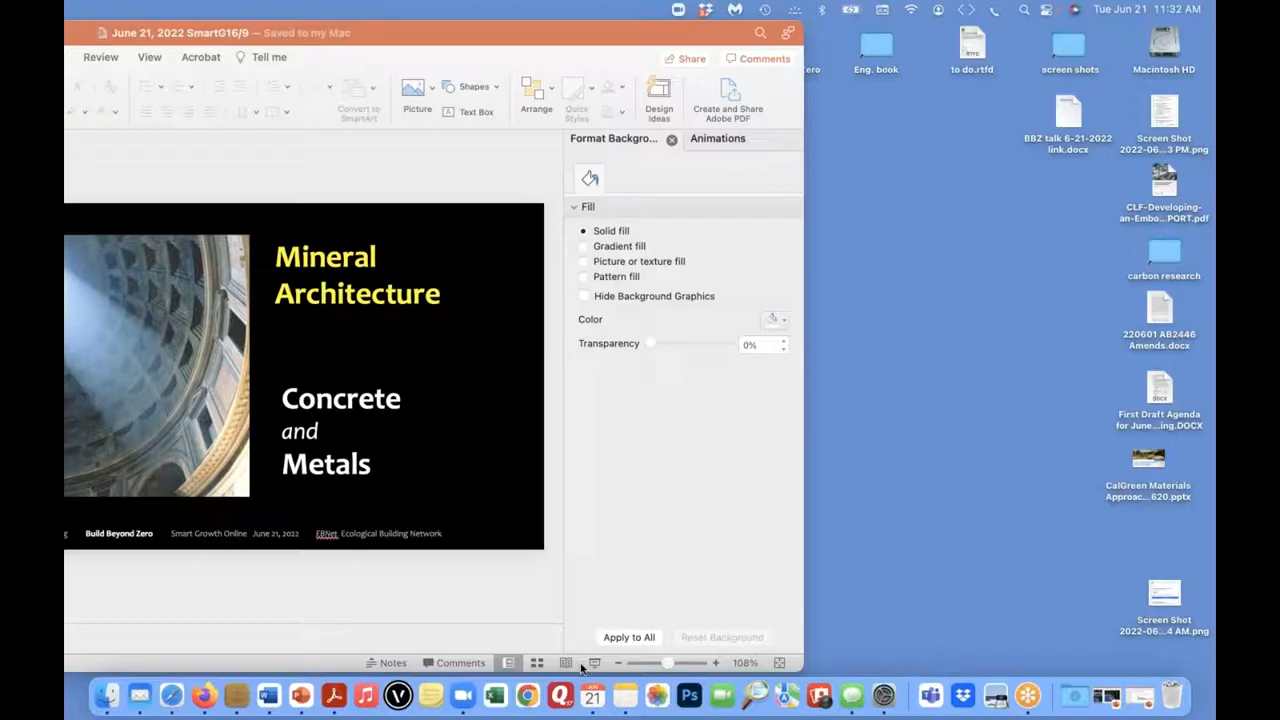 Tue Jun 21 11:32 AM
June 21, 2022 SmartG16/9 — Saved to my Mac
Review View Acrobat Tell me
Share Comments
Convert to
SmartArt
Picture
Shapes
Text Box
Arrange
Quick
Styles
Design
Ideas
Create and Share
Adobe PDF
Format Backgro... Animations
Fill
Solid fill
Gradient fill
Picture or texture fill
Pattern fill
Hide Background Graphics
Color
Transparency 0%
Apply to All Reset Background
Mineral
Architecture
Concrete
and
Metals
Build Beyond Zero Smart Growth Online June 21, 2022 EBNet Ecological Building Network
Notes Comments 108%
Eng. book
to do.rtfd
screen shots
Macintosh HD
BBZ talk 6-21-2022
link.docx
Screen Shot
2022-06...3 PM.png
CLF-Developing-
an-Embo...PORT.pdf
carbon research
220601 AB2446
Amends.docx
First Draft Agenda
for June...ing.DOCX
CalGreen Materials
Approac...620.pptx
Screen Shot
2022-06...4 AM.png
JUN
21